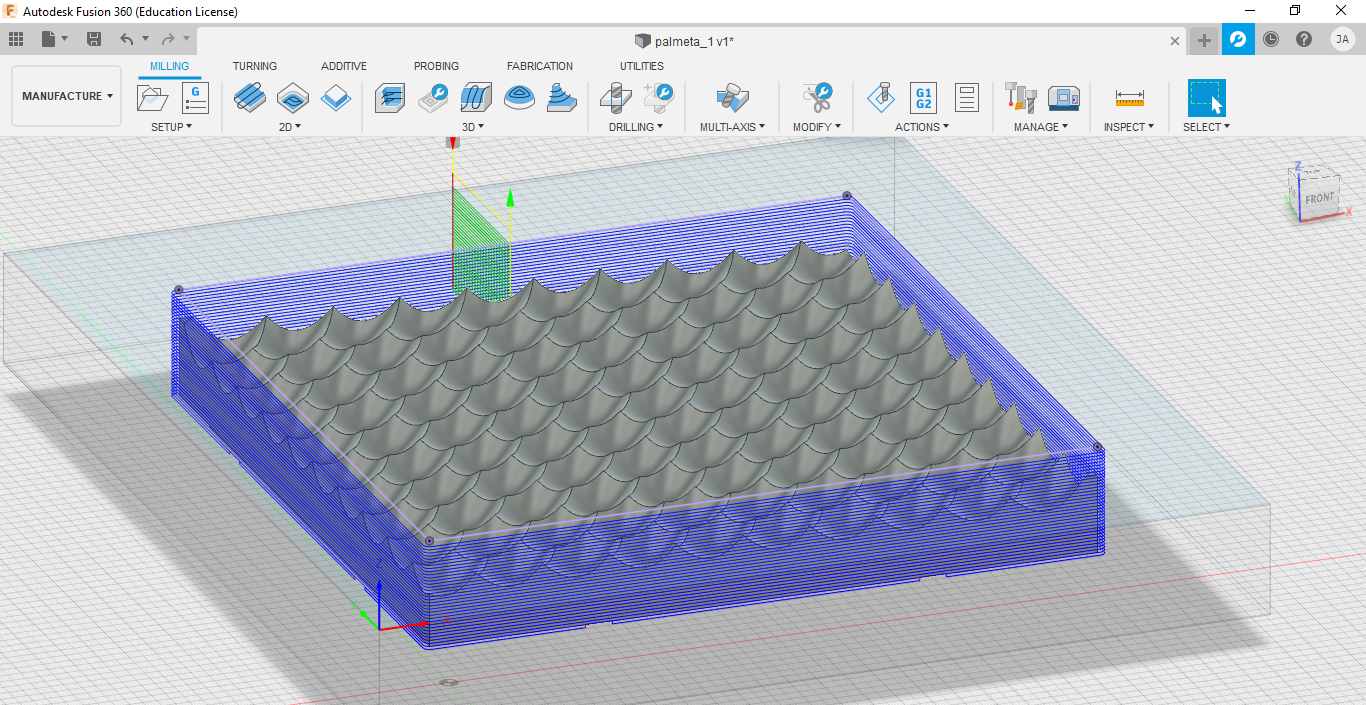 Autodesk Fusion 360 (Education License)
palmeta_1 v1*
JA
MILLING TURNING ADDITIVE PROBING FABRICATION UTILITIES
MANUFACTURE
G
G1
G2
SETUP 2D 3D DRILLING MULTI-AXIS MODIFY ACTIONS MANAGE INSPECT SELECT
Z
FRONT
X